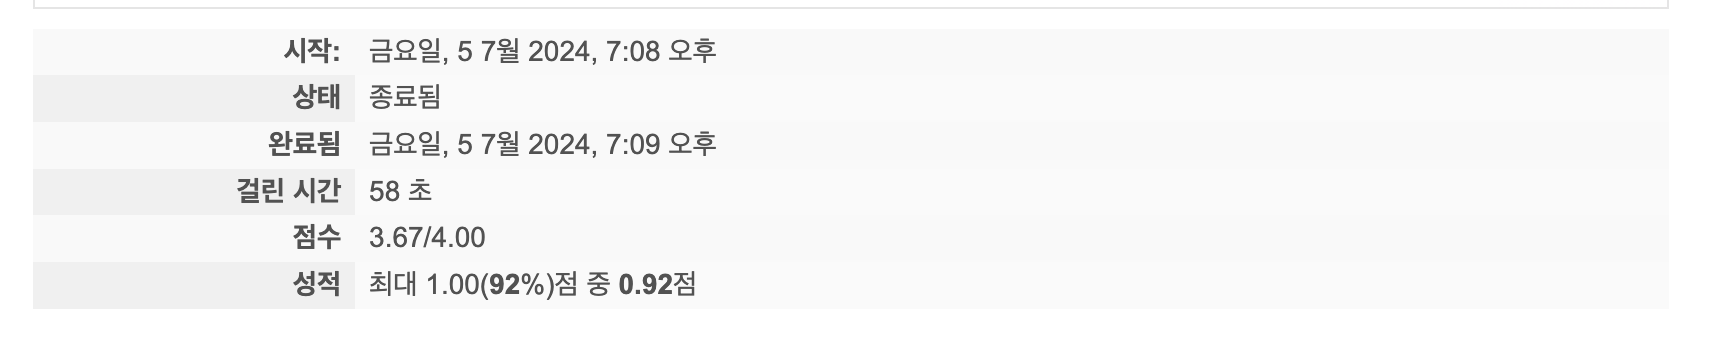 시작: 금요일, 5 7월 2024, 7:08 오후
상태 종료됨
완료됨 금요일, 5 7월 2024, 7:09 오후
걸린 시간 58 초
점수 3.67/4.00
성적 최대 1.00(92%)점 중 0.92점